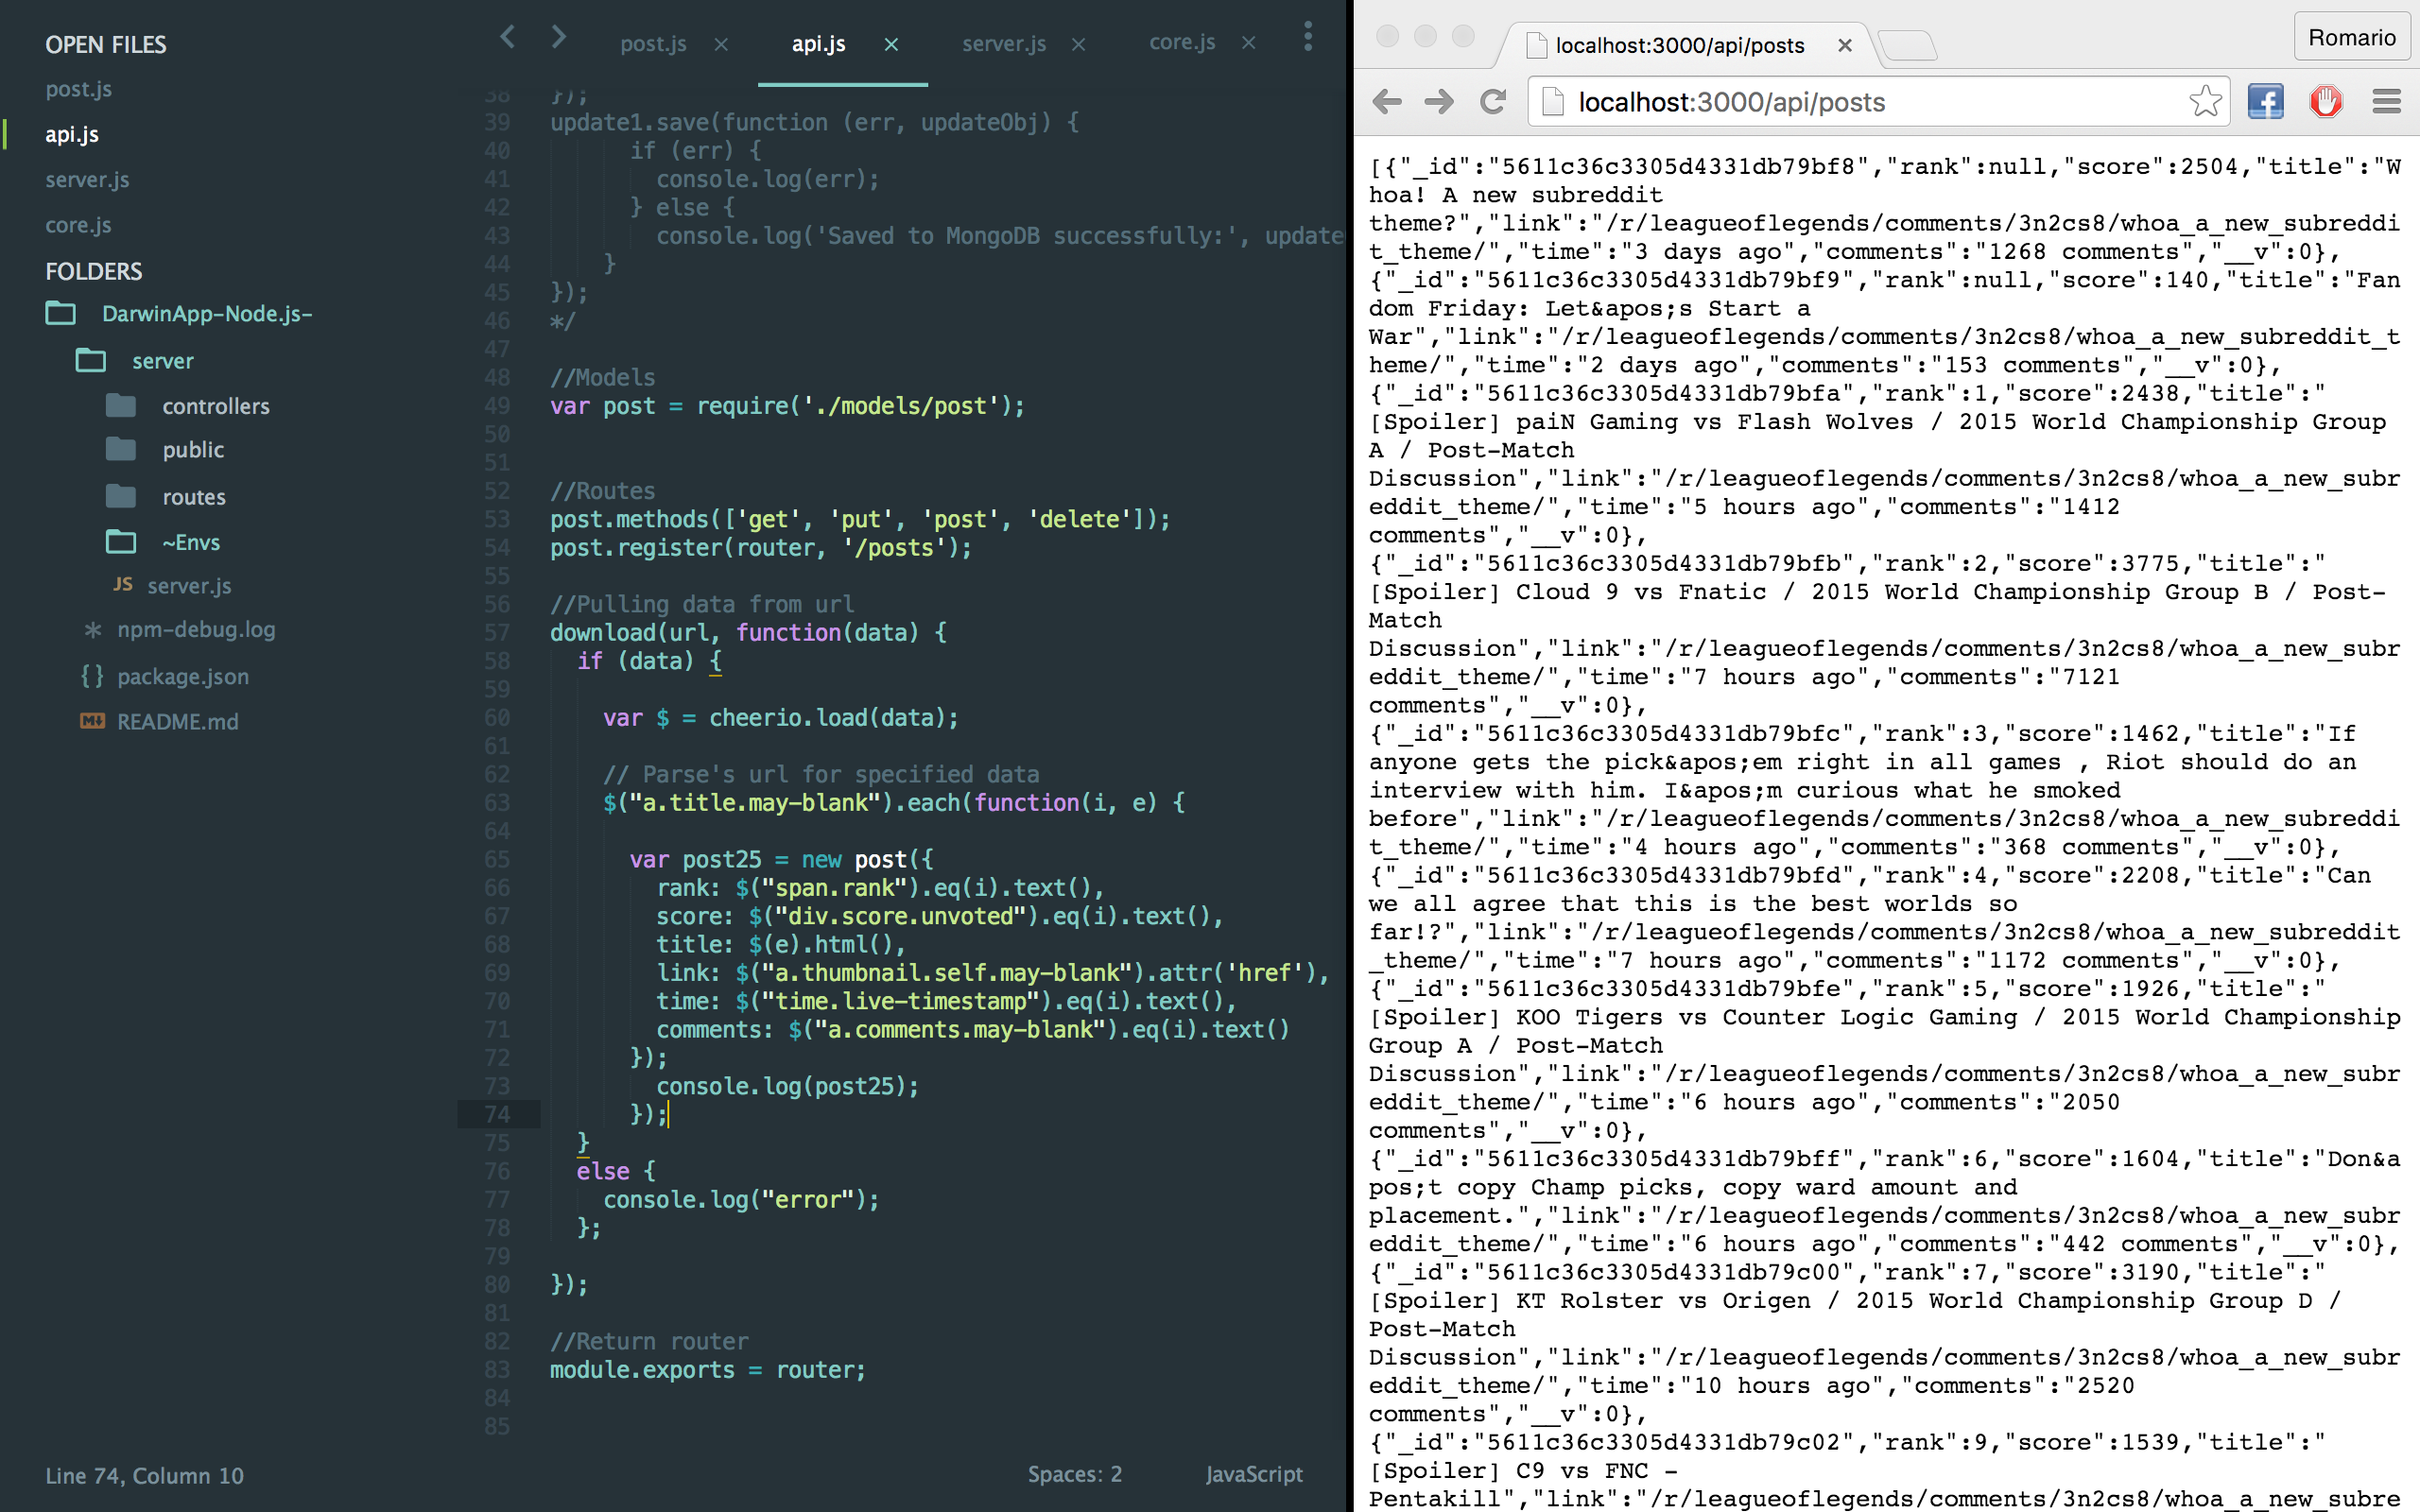 OPEN FILES
post.js
api.js
server.js
core.js
FOLDERS
DarwinApp-Node.js-
server
controllers
public
routes
~Envs
JS server.js
npm-debug.log
{} package.json
README.md
post.js × api.js × server.js × core.js ×
38 });
39 update1.save(function (err, updateObj) {
40 if (err) {
41 console.log(err);
42 } else {
43 console.log('Saved to MongoDB successfully:', update
44 }
45 });
46 */
47
48 //Models
49 var post = require('./models/post');
50
51
52 //Routes
53 post.methods(['get', 'put', 'post', 'delete']);
54 post.register(router, '/posts');
55
56 //Pulling data from url
57 download(url, function(data) {
58 if (data) {
59
60 var $ = cheerio.load(data);
61
62 // Parse's url for specified data
63 $("a.title.may-blank").each(function(i, e) {
64
65 var post25 = new post({
66 rank: $("span.rank").eq(i).text(),
67 score: $("div.score.unvoted").eq(i).text(),
68 title: $(e).html(),
69 link: $("a.thumbnail.self.may-blank").attr('href'),
70 time: $("time.live-timestamp").eq(i).text(),
71 comments: $("a.comments.may-blank").eq(i).text()
72 });
73 console.log(post25);
74 });
75 }
76 else {
77 console.log("error");
78 };
79
80 });
81
82 //Return router
83 module.exports = router;
84
85
Line 74, Column 10
Spaces: 2
JavaScript
localhost:3000/api/posts ×
Romario
localhost:3000/api/posts
[{"_id":"5611c36c3305d4331db79bf8","rank":null,"score":2504,"title":"W
hoa! A new subreddit
theme?","link":"/r/leagueoflegends/comments/3n2cs8/whoa_a_new_subreddi
t_theme/","time":"3 days ago","comments":"1268 comments","__v":0},
{"_id":"5611c36c3305d4331db79bf9","rank":null,"score":140,"title":"Fan
dom Friday: Let&apos;s Start a
War","link":"/r/leagueoflegends/comments/3n2cs8/whoa_a_new_subreddit_t
heme/","time":"2 days ago","comments":"153 comments","__v":0},
{"_id":"5611c36c3305d4331db79bfa","rank":1,"score":2438,"title":"
[Spoiler] paiN Gaming vs Flash Wolves / 2015 World Championship Group
A / Post-Match
Discussion","link":"/r/leagueoflegends/comments/3n2cs8/whoa_a_new_subr
eddit_theme/","time":"5 hours ago","comments":"1412
comments","__v":0},
{"_id":"5611c36c3305d4331db79bfb","rank":2,"score":3775,"title":"
[Spoiler] Cloud 9 vs Fnatic / 2015 World Championship Group B / Post-
Match
Discussion","link":"/r/leagueoflegends/comments/3n2cs8/whoa_a_new_subr
eddit_theme/","time":"7 hours ago","comments":"7121
comments","__v":0},
{"_id":"5611c36c3305d4331db79bfc","rank":3,"score":1462,"title":"If
anyone gets the pick&apos;em right in all games , Riot should do an
interview with him. I&apos;m curious what he smoked
before","link":"/r/leagueoflegends/comments/3n2cs8/whoa_a_new_subreddi
t_theme/","time":"4 hours ago","comments":"368 comments","__v":0},
{"_id":"5611c36c3305d4331db79bfd","rank":4,"score":2208,"title":"Can
we all agree that this is the best worlds so
far!?","link":"/r/leagueoflegends/comments/3n2cs8/whoa_a_new_subreddit
_theme/","time":"7 hours ago","comments":"1172 comments","__v":0},
{"_id":"5611c36c3305d4331db79bfe","rank":5,"score":1926,"title":"
[Spoiler] KOO Tigers vs Counter Logic Gaming / 2015 World Championship
Group A / Post-Match
Discussion","link":"/r/leagueoflegends/comments/3n2cs8/whoa_a_new_subr
eddit_theme/","time":"6 hours ago","comments":"2050
comments","__v":0},
{"_id":"5611c36c3305d4331db79bff","rank":6,"score":1604,"title":"Don&a
pos;t copy Champ picks, copy ward amount and
placement.","link":"/r/leagueoflegends/comments/3n2cs8/whoa_a_new_subr
eddit_theme/","time":"6 hours ago","comments":"442 comments","__v":0},
{"_id":"5611c36c3305d4331db79c00","rank":7,"score":3190,"title":"
[Spoiler] KT Rolster vs Origen / 2015 World Championship Group D /
Post-Match
Discussion","link":"/r/leagueoflegends/comments/3n2cs8/whoa_a_new_subr
eddit_theme/","time":"10 hours ago","comments":"2520
comments","__v":0},
{"_id":"5611c36c3305d4331db79c02","rank":9,"score":1539,"title":"
[Spoiler] C9 vs FNC -
Pentakill","link":"/r/leagueoflegends/comments/3n2cs8/whoa_a_new_subre